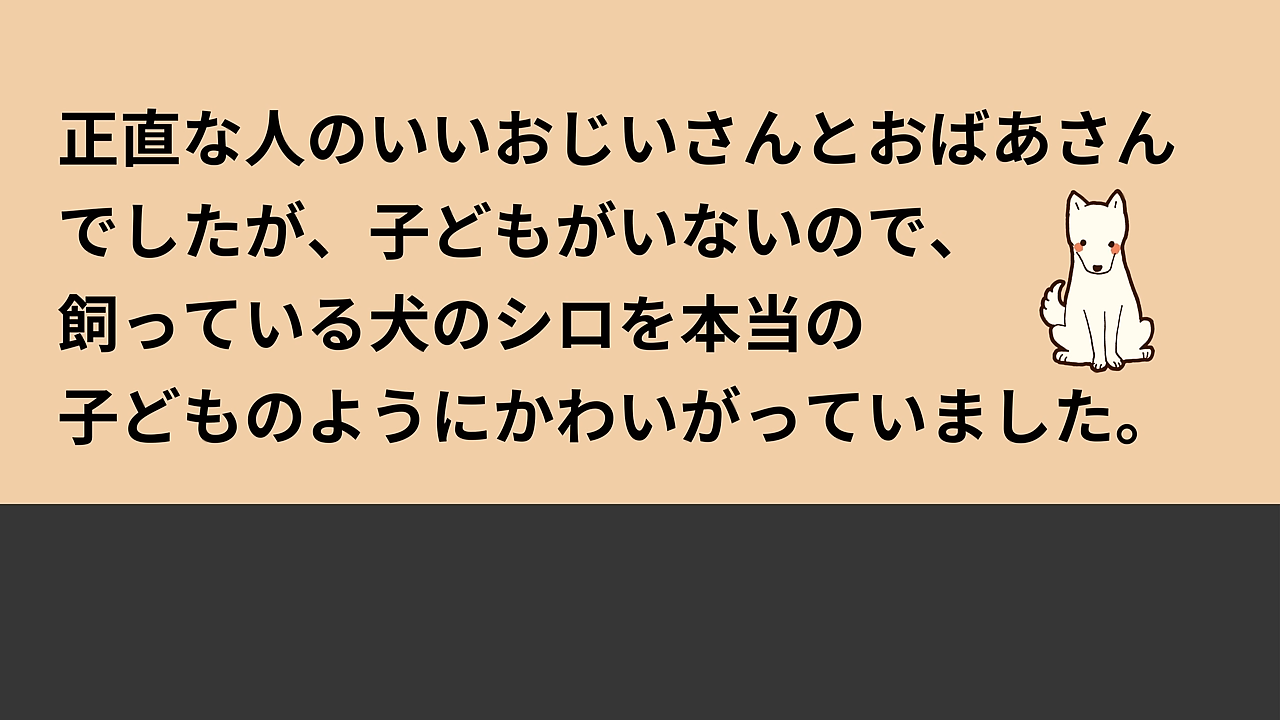 正直な人のいいおじいさんとおばあさん
でしたが、子どもがいないので、
飼っている犬のシロを本当の
子どものようにかわいがっていました。